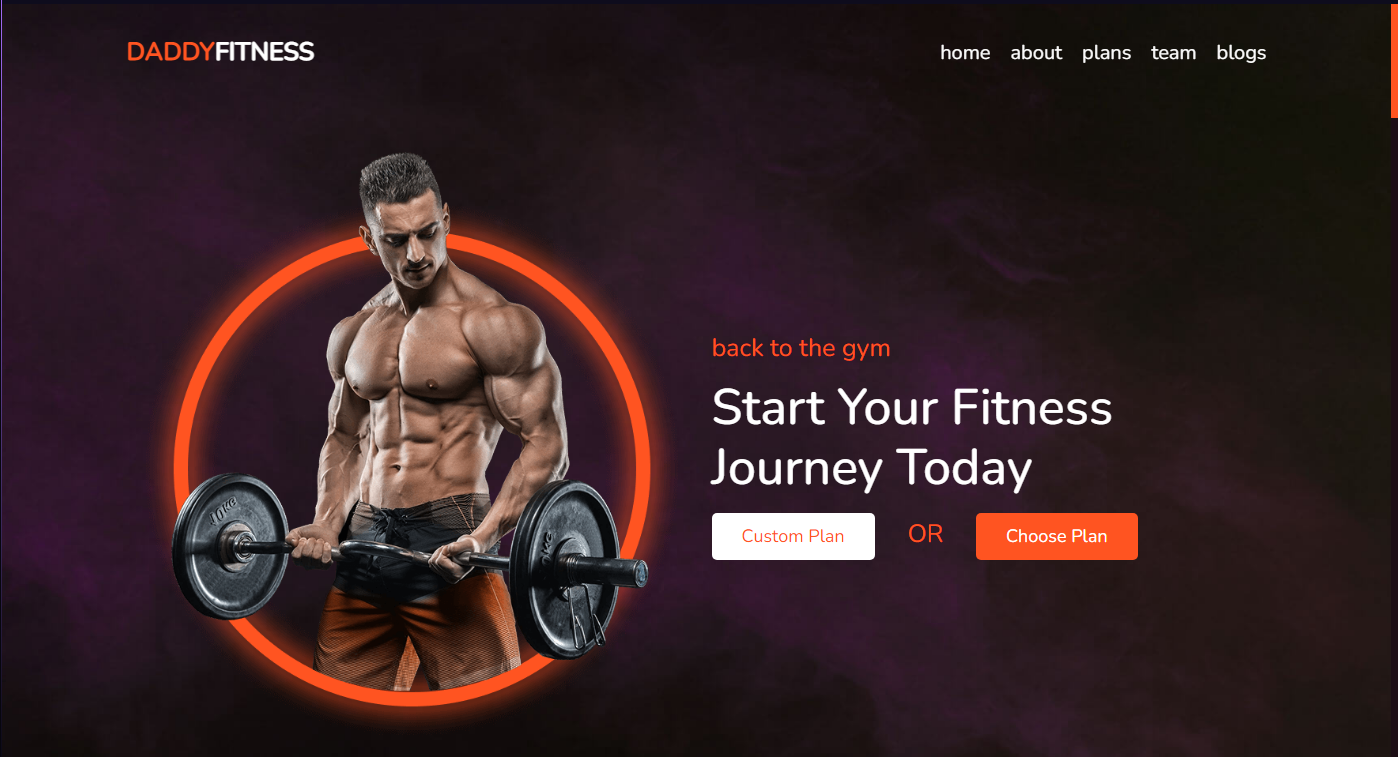 DADDYFITNESS
home about plans team blogs
back to the gym
Start Your Fitness
Journey Today
Custom Plan OR Choose Plan
10KG